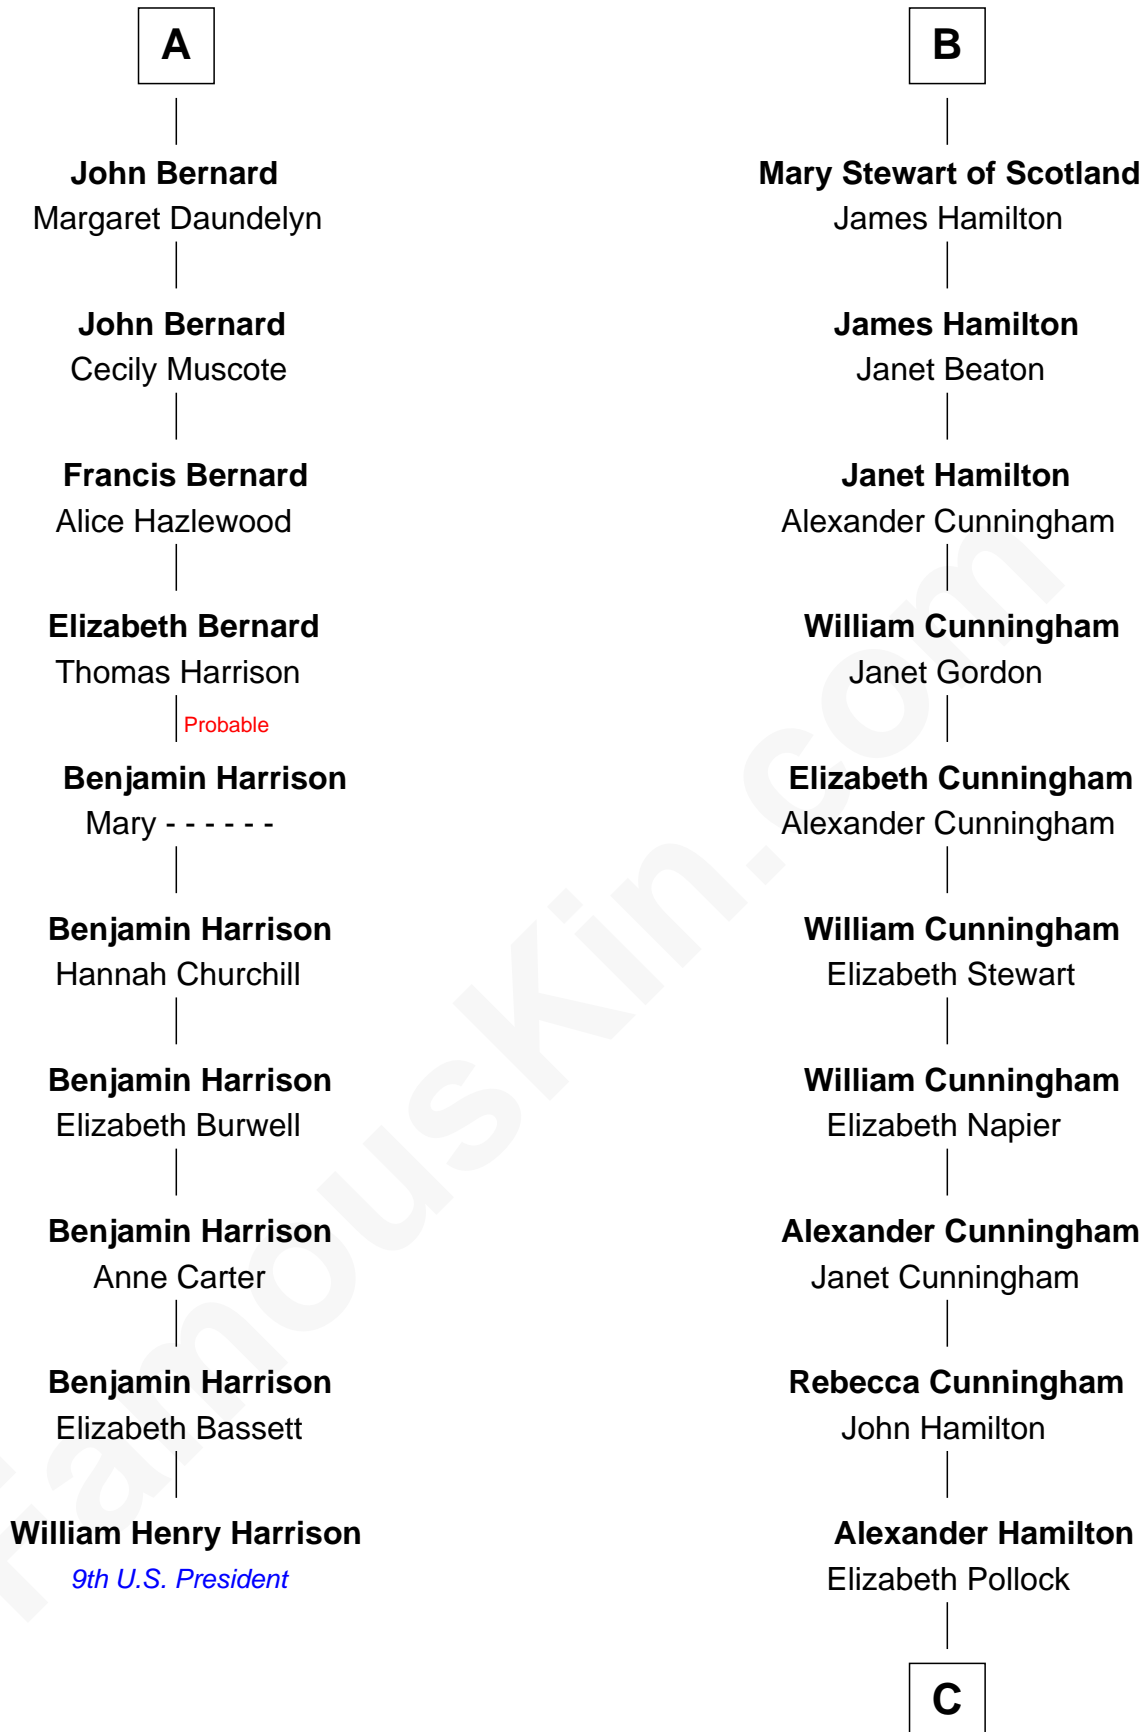 A
John Bernard
Margaret Daundelyn
John Bernard
Cecily Muscote
Francis Bernard
Alice Hazlewood
Elizabeth Bernard
Thomas Harrison
Probable
Benjamin Harrison
Mary - - - - - -
Benjamin Harrison
Hannah Churchill
Benjamin Harrison
Elizabeth Burwell
Benjamin Harrison
Anne Carter
Benjamin Harrison
Elizabeth Bassett
William Henry Harrison
9th U.S. President
B
Mary Stewart of Scotland
James Hamilton
James Hamilton
Janet Beaton
Janet Hamilton
Alexander Cunningham
William Cunningham
Janet Gordon
Elizabeth Cunningham
Alexander Cunningham
William Cunningham
Elizabeth Stewart
William Cunningham
Elizabeth Napier
Alexander Cunningham
Janet Cunningham
Rebecca Cunningham
John Hamilton
Alexander Hamilton
Elizabeth Pollock
C
FamousKin.com